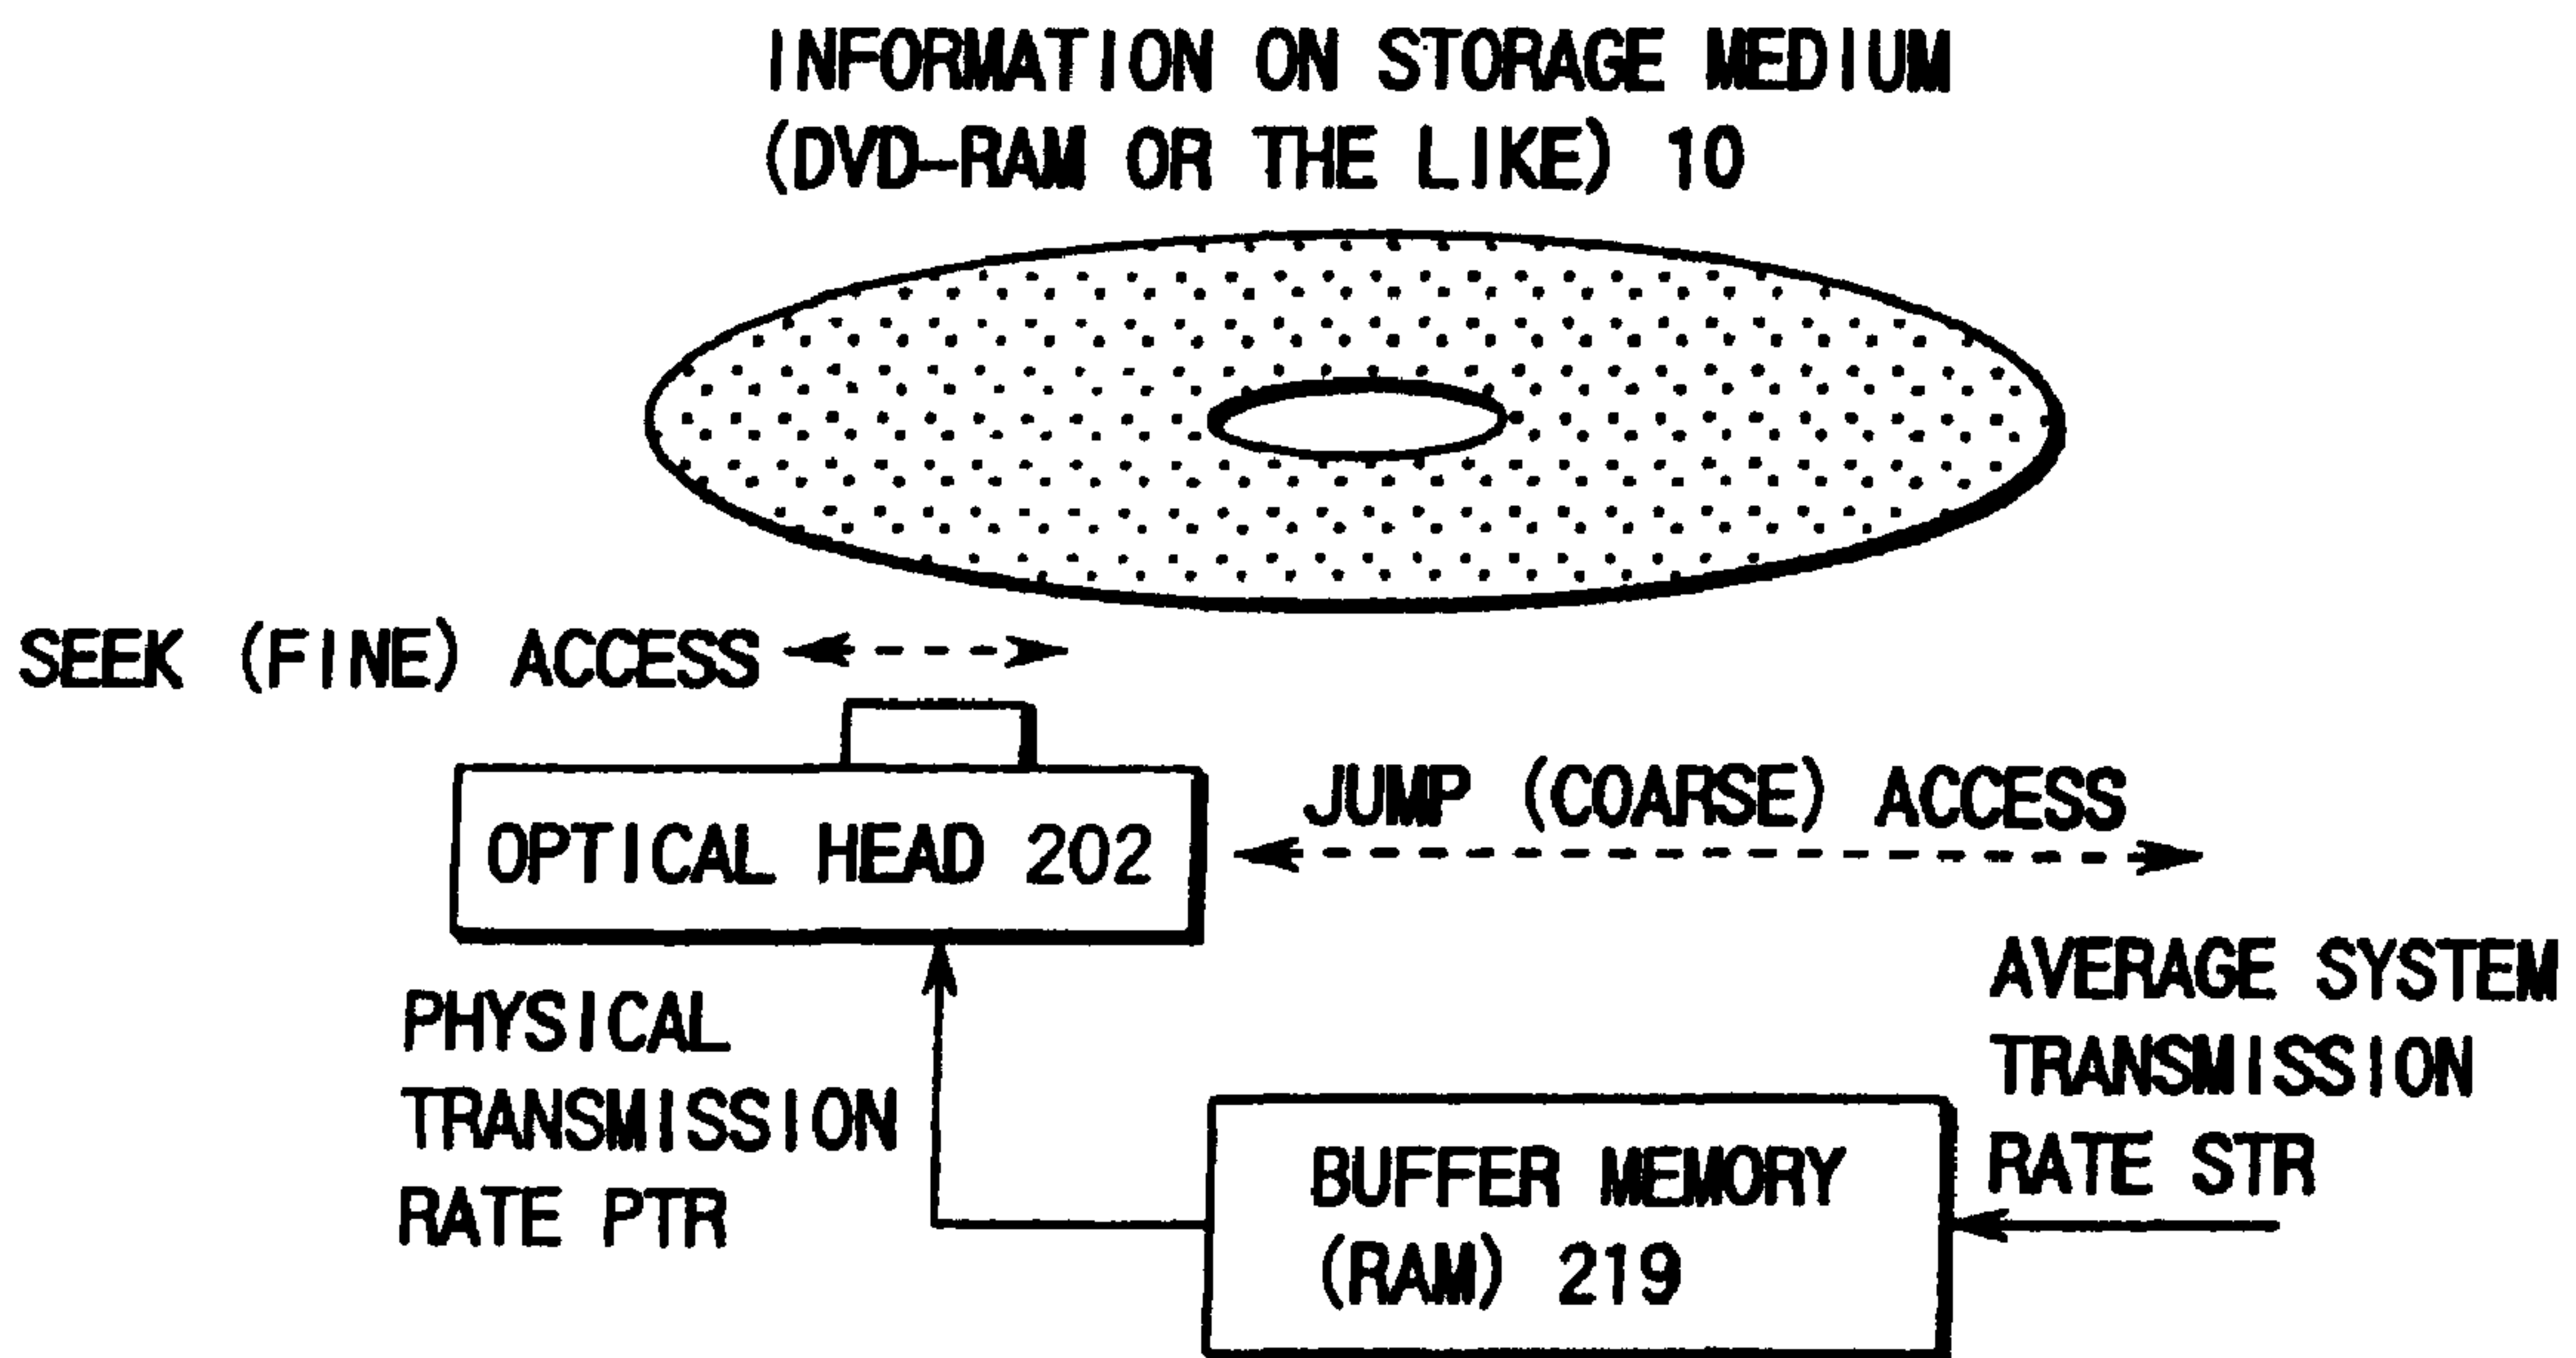 INFORMATION ON STORAGE MEDIUM
(DVD-RAM OR THE LIKE) 10
SEEK (FINE) ACCESS
JUMP (COARSE) ACCESS
OPTICAL HEAD 202
PHYSICAL
TRANSMISSION
RATE PTR
AVERAGE SYSTEM
TRANSMISSION
RATE STR
BUFFER MEMORY
(RAM) 219